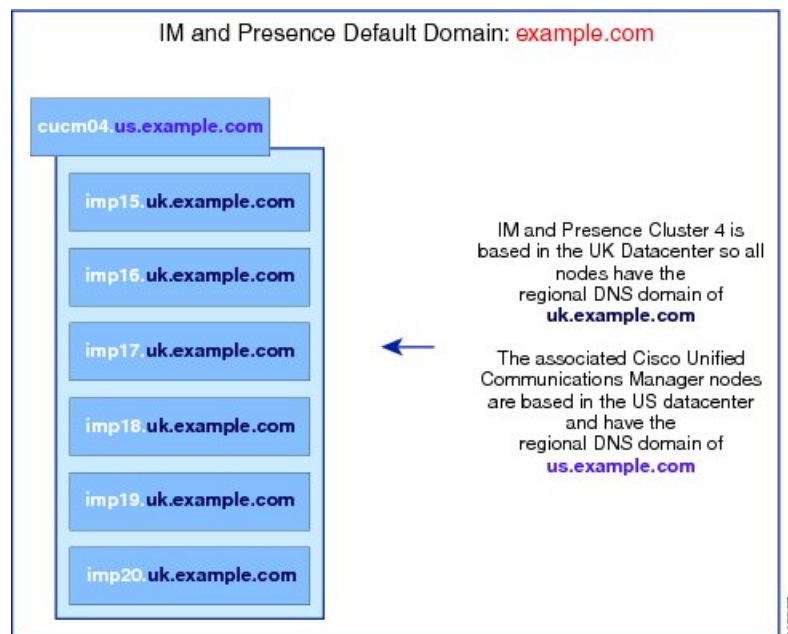 IM and Presence Default Domain: example.com
cucm04.us.example.com
imp15.uk.example.com
imp16.uk.example.com
imp17.uk.example.com
imp18.uk.example.com
imp19.uk.example.com
imp20.uk.example.com
IM and Presence Cluster 4 is
based in the UK Datacenter so all
nodes have the
regional DNS domain of
uk.example.com
The associated Cisco Unified
Communications Manager nodes
are based in the US datacenter
and have the
regional DNS domain of
us.example.com